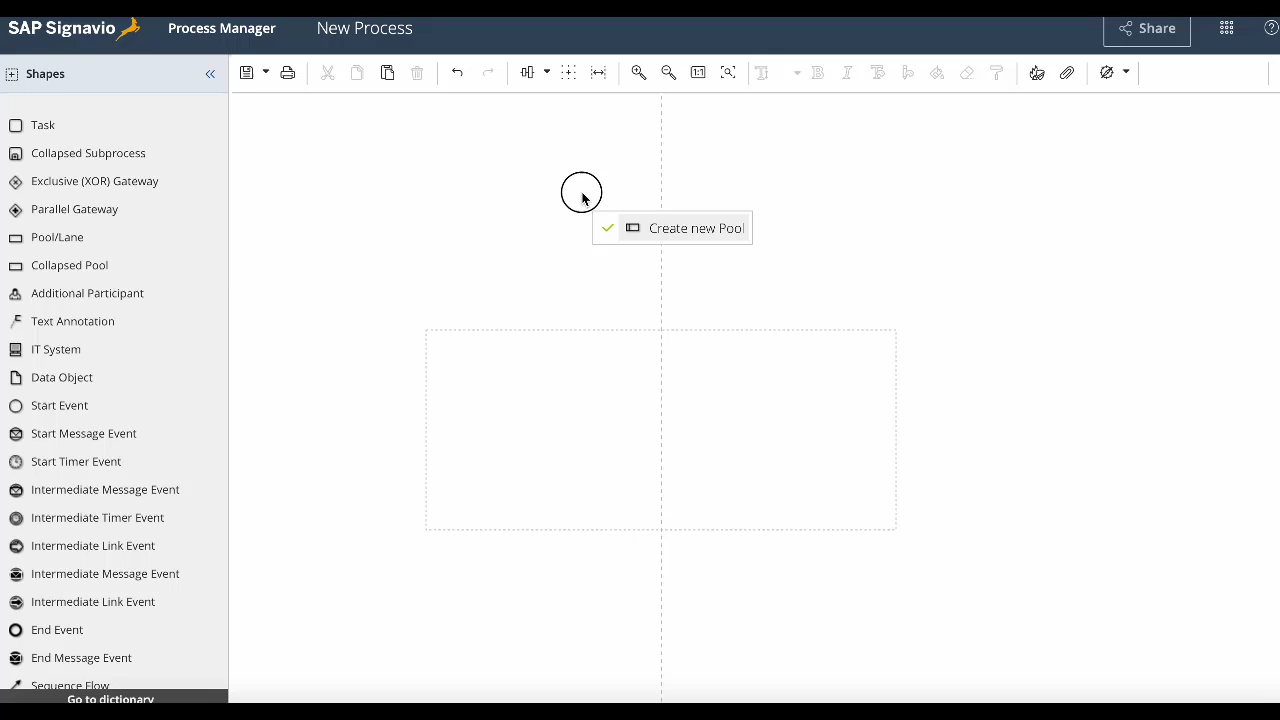 SAP Signavio Process Manager New Process Share
Shapes
Task
Collapsed Subprocess
Exclusive (XOR) Gateway
Parallel Gateway
Pool/Lane
Collapsed Pool
Additional Participant
Text Annotation
IT System
Data Object
Start Event
Start Message Event
Start Timer Event
Intermediate Message Event
Intermediate Timer Event
Intermediate Link Event
Intermediate Message Event
Intermediate Link Event
End Event
End Message Event
Sequence Flow
Go to dictionary
Create new Pool